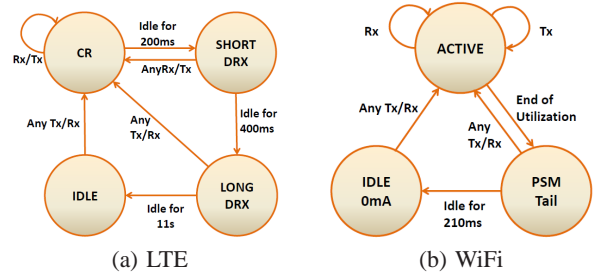 Rx/Tx
CR
Idle for
200ms
AnyRx/Tx
SHORT
DRX
Any Tx/Rx
Any
Tx/Rx
Idle for
400ms
IDLE
Idle for
11s
LONG
DRX
(a) LTE
Rx
ACTIVE
Tx
Any Tx/Rx
Any
Tx/Rx
End of
Utilization
IDLE
0mA
Idle for
210ms
PSM
Tail
(b) WiFi